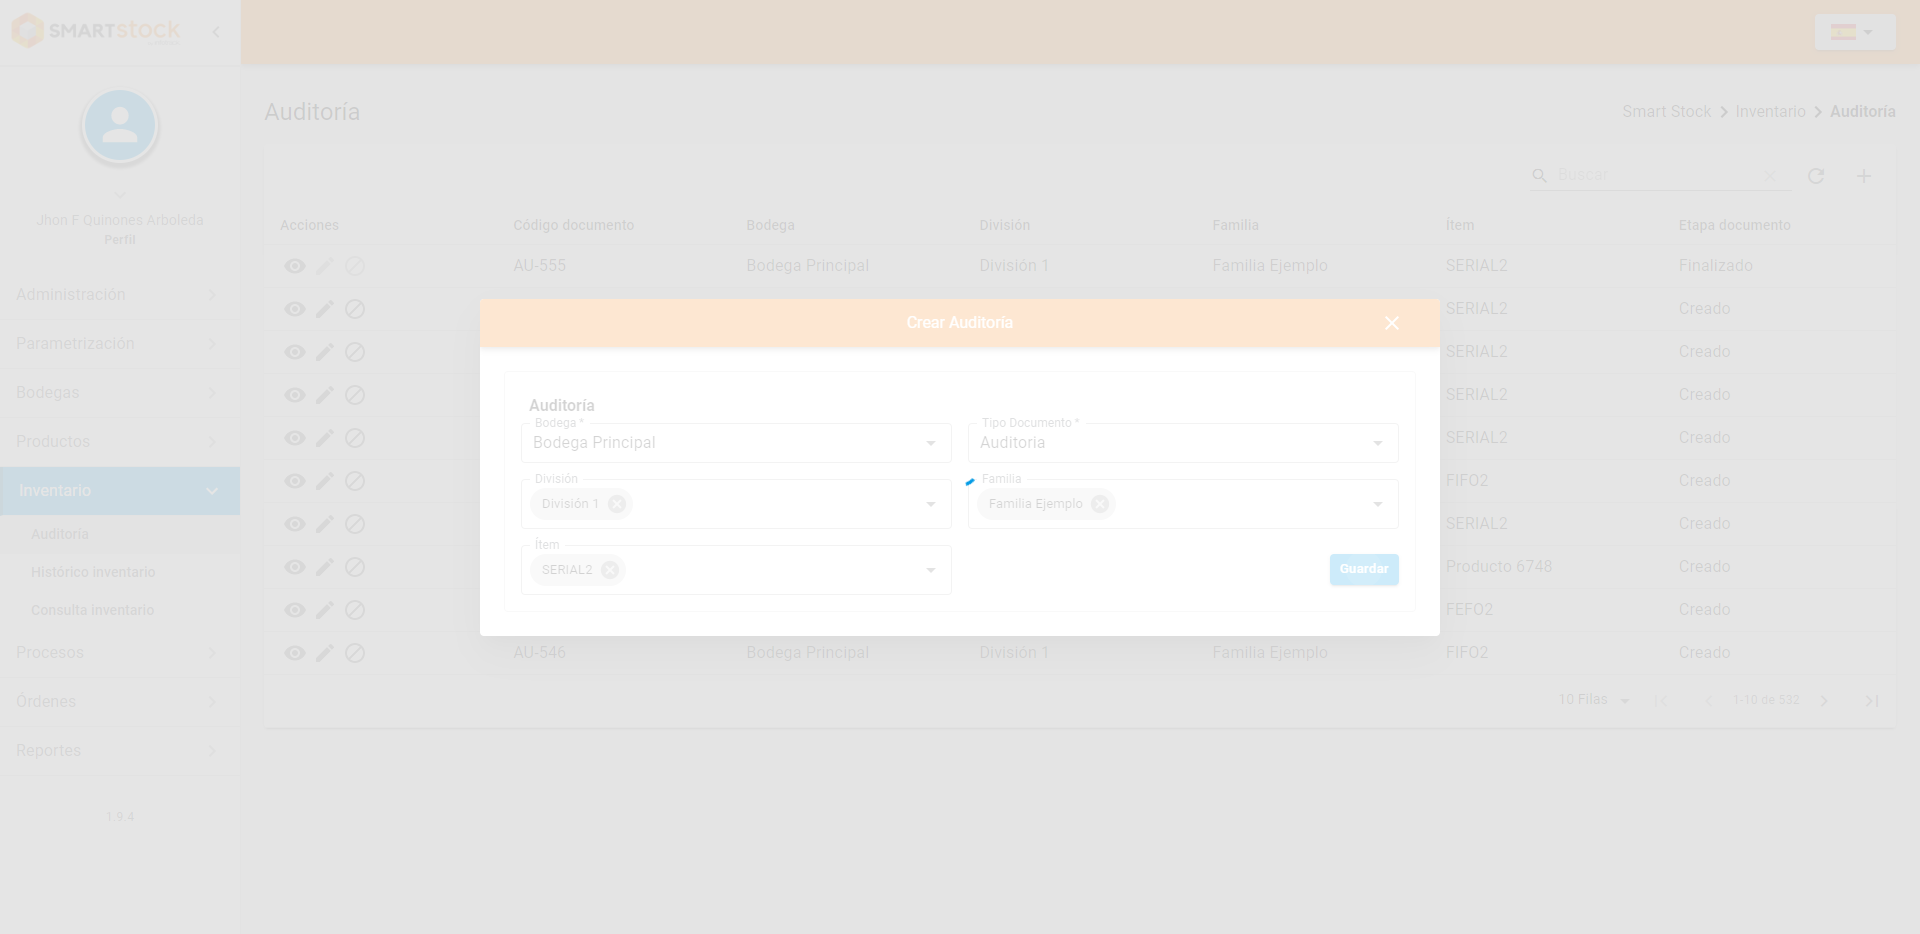 SMARTstock
Auditoría
Smart Stock > Inventario > Auditoría
Buscar
Jhon F Quinones Arboleda
Perfil
Acciones Código documento Bodega División Familia Ítem Etapa documento
AU-555 Bodega Principal División 1 Familia Ejemplo SERIAL2 Finalizado
Administración
SERIAL2 Creado
Crear Auditoría
Parametrización
SERIAL2 Creado
Bodegas
SERIAL2 Creado
Auditoría
Bodega *
Bodega Principal
Tipo Documento *
Auditoria
Productos
SERIAL2 Creado
División
División 1
Familia
Familia Ejemplo
Inventario
FIFO2 Creado
Auditoría
SERIAL2 Creado
Ítem
SERIAL2
Guardar
Histórico inventario
Producto 6748 Creado
Consulta inventario
FEFO2 Creado
Procesos
AU-546 Bodega Principal División 1 Familia Ejemplo FIFO2 Creado
Órdenes
10 Filas 1-10 de 532
Reportes
1.9.4